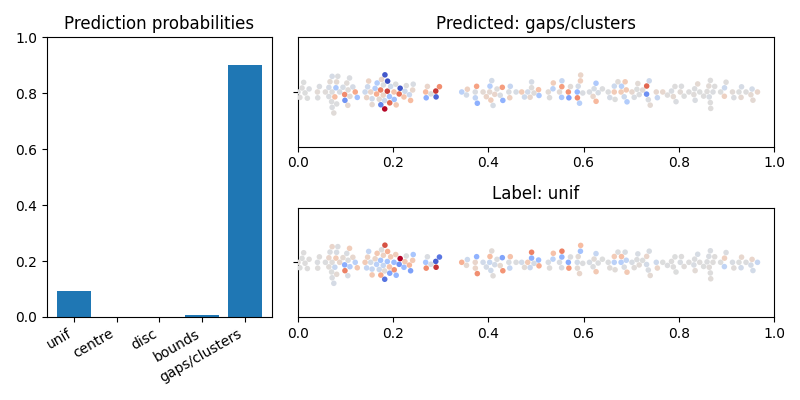 Prediction probabilities
1.0
0.8
0.6
0.4
0.2
0.0
unif
centre
disc
bounds
gaps/clusters
Predicted: gaps/clusters
0.0 0.2 0.4 0.6 0.8 1.0
Label: unif
0.0 0.2 0.4 0.6 0.8 1.0